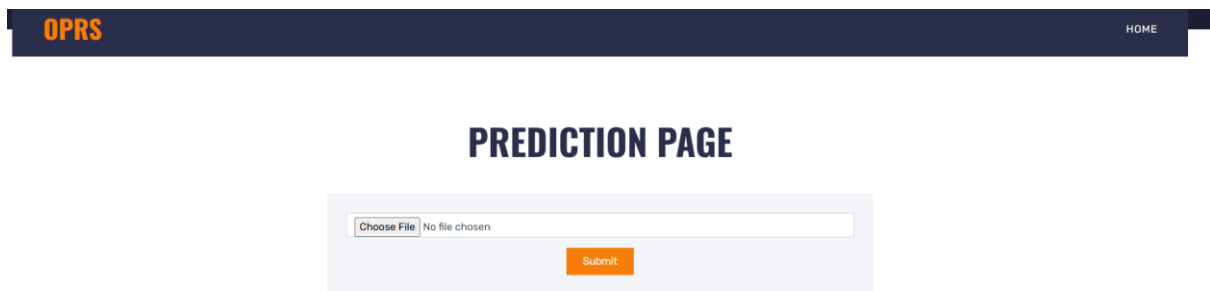 OPRS HOME
PREDICTION PAGE
Choose File No file chosen
Submit